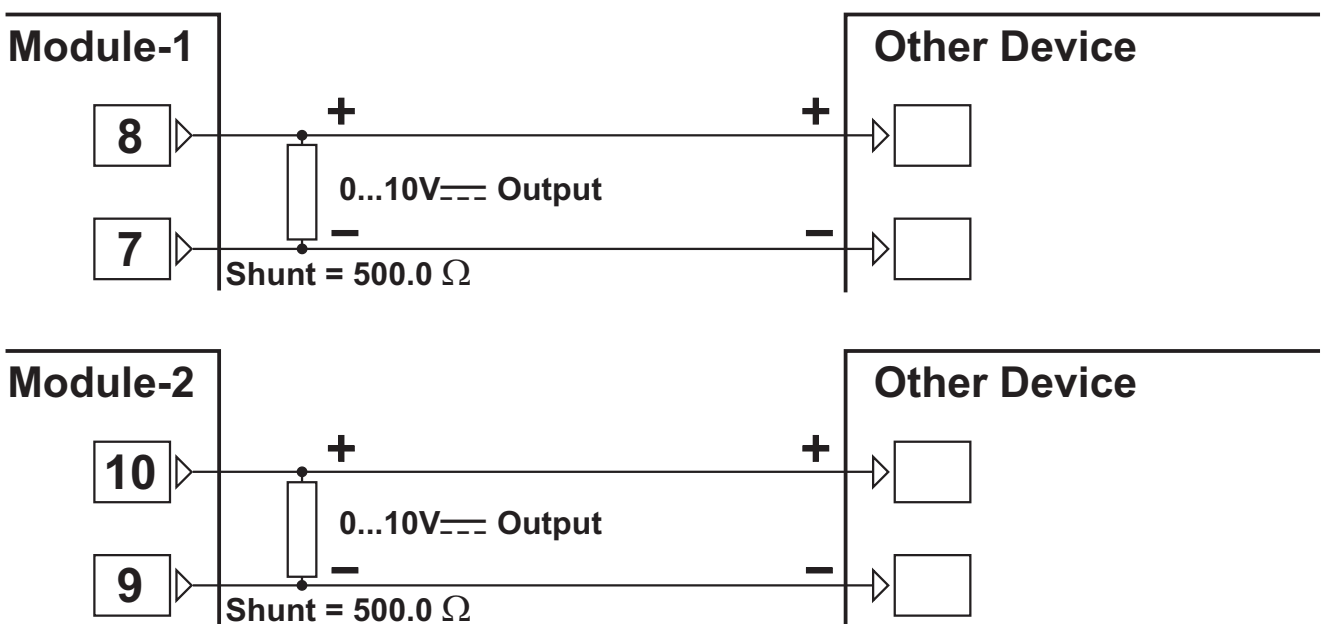 Module-1
Other Device
8
+
+
0...10V⎓ Output
7
−
−
Shunt = 500.0 Ω
Module-2
Other Device
10
+
+
0...10V⎓ Output
9
−
−
Shunt = 500.0 Ω